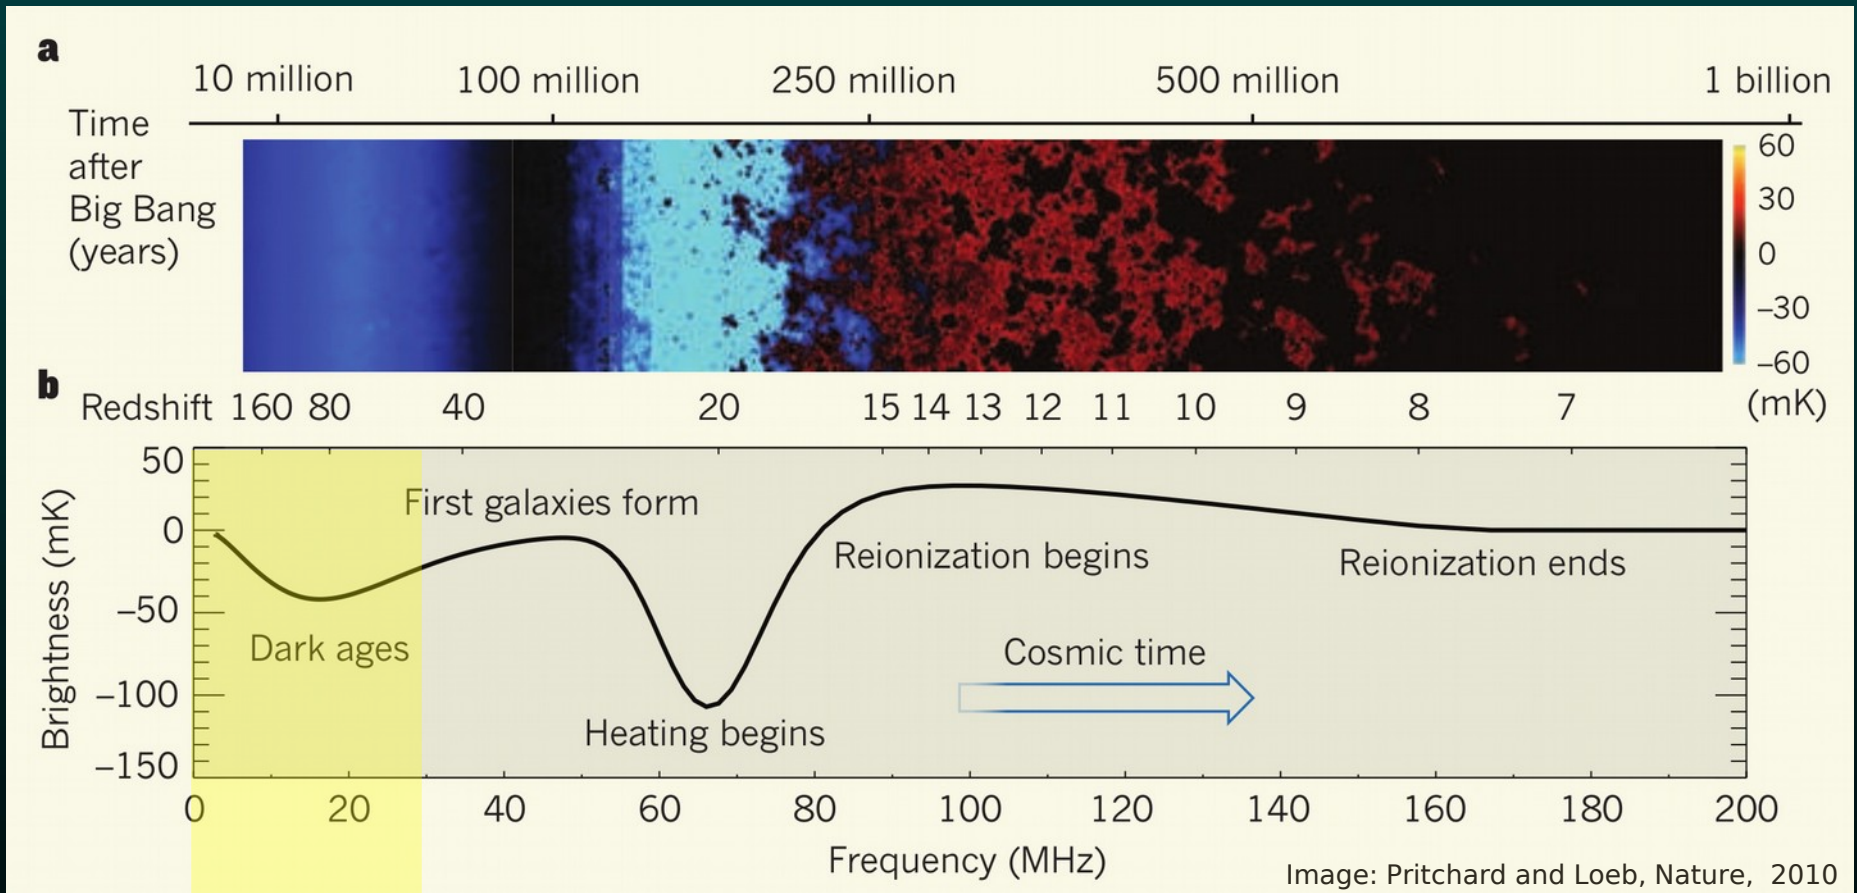 a
10 million 100 million 250 million 500 million 1 billion
Time
after
Big Bang
(years)
60
30
0
–30
–60
(mK)
b
Redshift 160 80 40 20 15 14 13 12 11 10 9 8 7
50
0
–50
–100
–150
Brightness (mK)
First galaxies form
Dark ages
Heating begins
Reionization begins
Reionization ends
Cosmic time
0 20 40 60 80 100 120 140 160 180 200
Frequency (MHz)
Image: Pritchard and Loeb, Nature, 2010